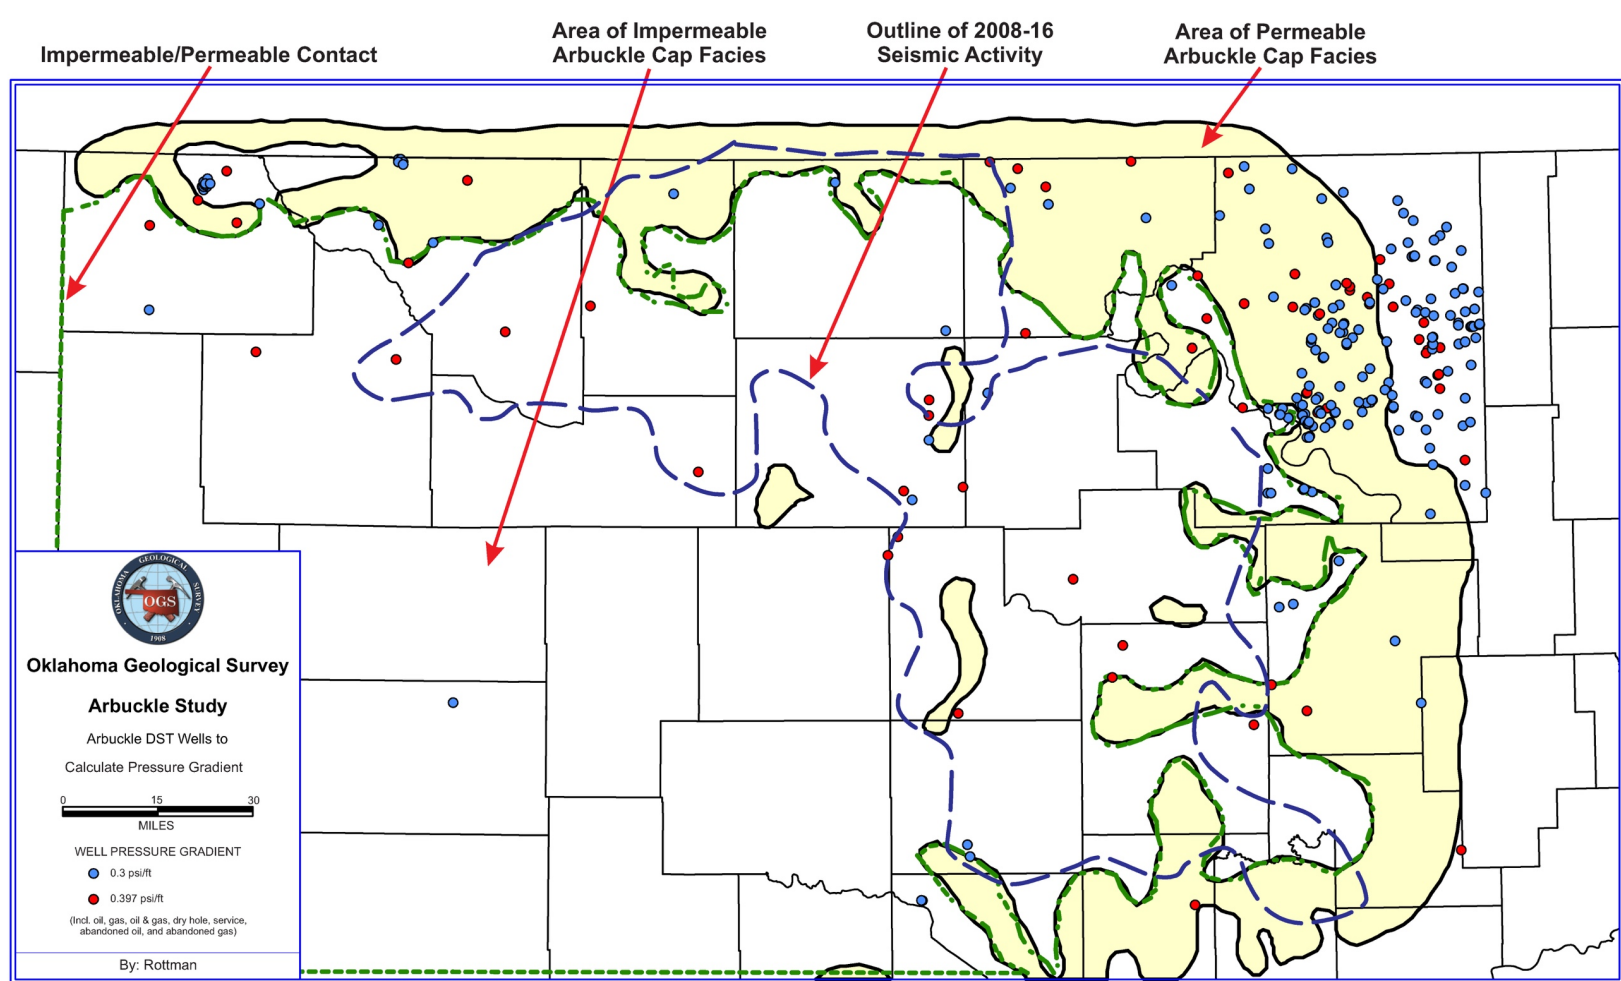 Impermeable/Permeable Contact
Area of Impermeable
Arbuckle Cap Facies
Outline of 2008-16
Seismic Activity
Area of Permeable
Arbuckle Cap Facies
OKLAHOMA GEOLOGICAL SURVEY
OGS
1908
Oklahoma Geological Survey
Arbuckle Study
Arbuckle DST Wells to
Calculate Pressure Gradient
0 15 30
MILES
WELL PRESSURE GRADIENT
0.3 psi/ft
0.397 psi/ft
(Incl. oil, gas, oil & gas, dry hole, service,
abandoned oil, and abandoned gas)
By: Rottman